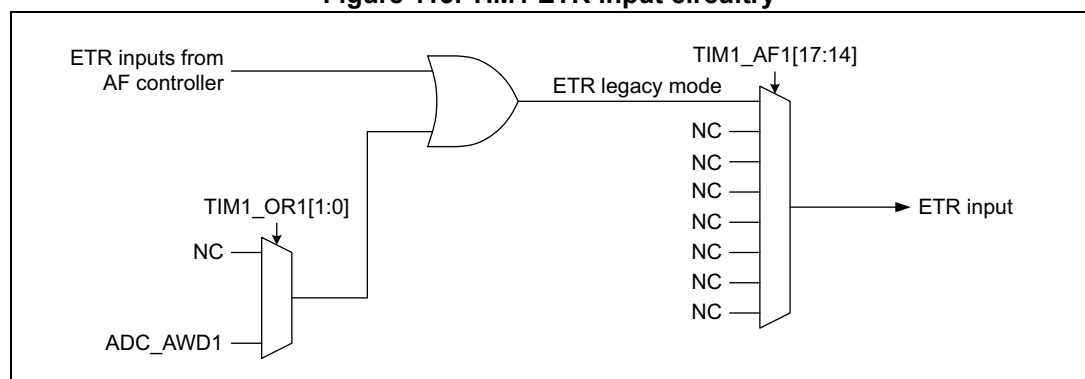 Figure TIM1 ETR input circuitry
ETR inputs from
AF controller
TIM1_AF1[17:14]
ETR legacy mode
NC
NC
NC
NC
NC
NC
NC
ETR input
TIM1_OR1[1:0]
NC
ADC_AWD1